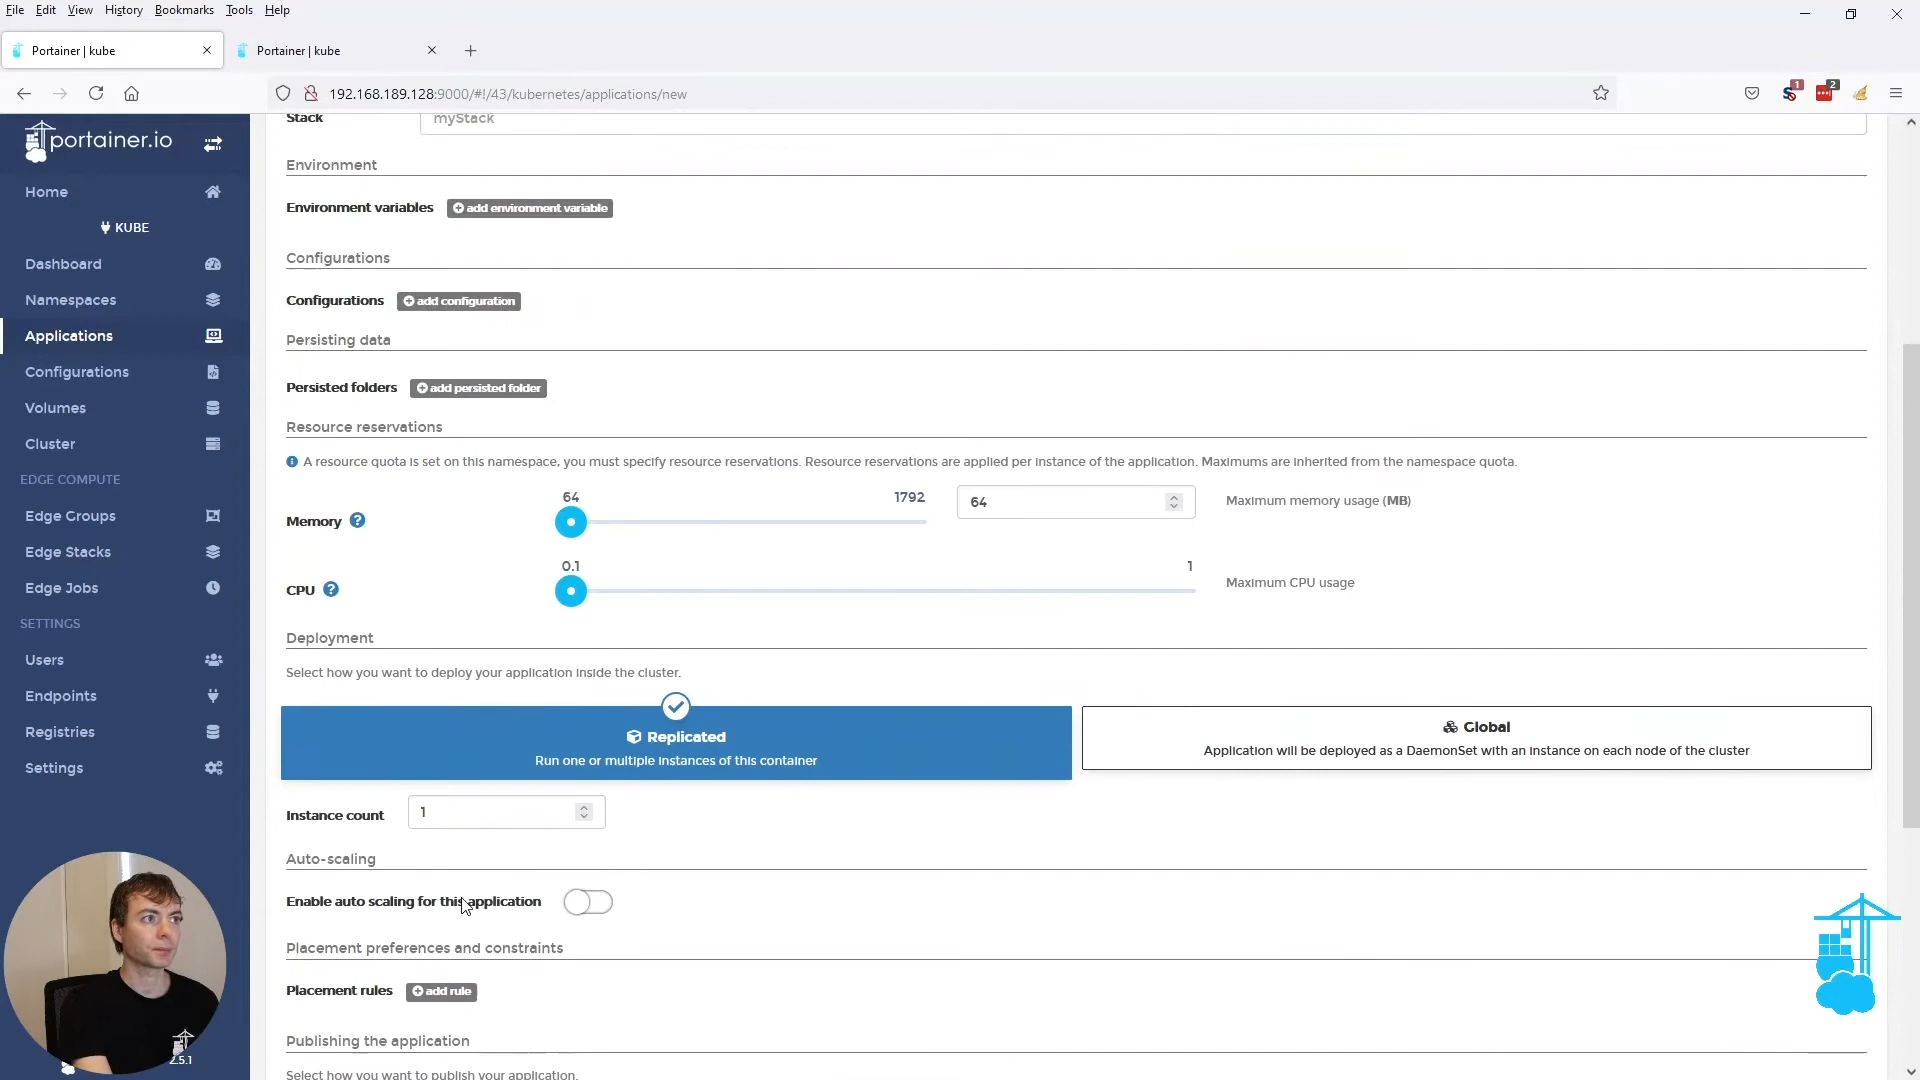 File Edit View History Bookmarks Tools Help
Portainer | kube
Portainer | kube
192.168.189.128:9000/#!/43/kubernetes/applications/new
1
2
portainer.io
Home
KUBE
Dashboard
Namespaces
Applications
Configurations
Volumes
Cluster
EDGE COMPUTE
Edge Groups
Edge Stacks
Edge Jobs
SETTINGS
Users
Endpoints
Registries
Settings
2.5.1
Stack myStack
Environment
Environment variables add environment variable
Configurations
Configurations add configuration
Persisting data
Persisted folders add persisted folder
Resource reservations
A resource quota is set on this namespace, you must specify resource reservations. Resource reservations are applied per instance of the application. Maximums are inherited from the namespace quota.
64 1792
Memory 64 Maximum memory usage (MB)
0.1 1
CPU Maximum CPU usage
Deployment
Select how you want to deploy your application inside the cluster.
Replicated
Run one or multiple instances of this container
Global
Application will be deployed as a DaemonSet with an instance on each node of the cluster
Instance count 1
Auto-scaling
Enable auto scaling for this application
Placement preferences and constraints
Placement rules add rule
Publishing the application
Select how you want to publish your application.